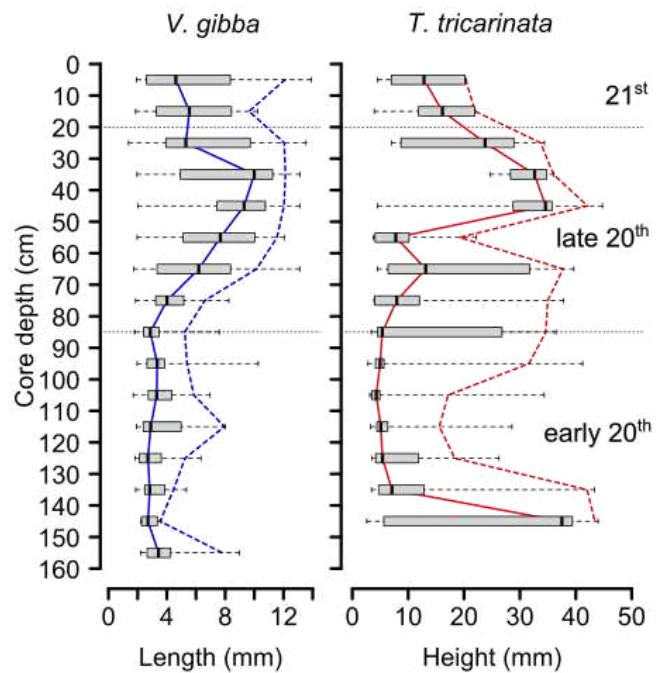 V. gibba
T. tricarinata
0
10
20
30
40
50
60
70
80
90
100
110
120
130
140
150
160
Core depth (cm)
21st
late 20th
early 20th
0 4 8 12
0 10 20 30 40 50
Length (mm)
Height (mm)